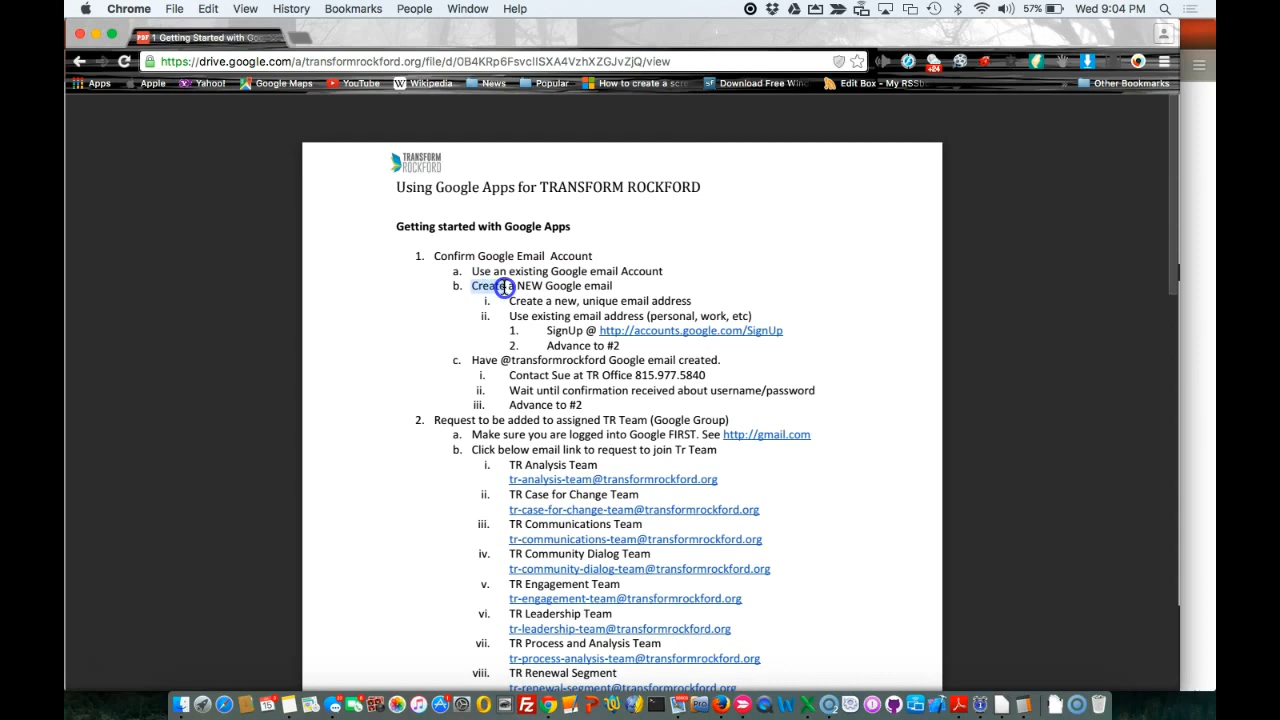 Chrome File Edit View History Bookmarks People Window Help 57% Wed 9:04 PM
1 Getting Started with Goo
https://drive.google.com/a/transformrockford.org/file/d/0B4KRp6FsvclISXA4VzhXZGJvZjQ/view
+24
Apps Apple Yahoo! Google Maps YouTube Wikipedia News Popular How to create a scre Download Free Wind Edit Box - My RSSb Other Bookmarks
TRANSFORM
ROCKFORD
Using Google Apps for TRANSFORM ROCKFORD
Getting started with Google Apps
1. Confirm Google Email Account
a. Use an existing Google email Account
b. Create a NEW Google email
i. Create a new, unique email address
ii. Use existing email address (personal, work, etc)
1. SignUp @ http://accounts.google.com/SignUp
2. Advance to #2
c. Have @transformrockford Google email created.
i. Contact Sue at TR Office 815.977.5840
ii. Wait until confirmation received about username/password
iii. Advance to #2
2. Request to be added to assigned TR Team (Google Group)
a. Make sure you are logged into Google FIRST. See http://gmail.com
b. Click below email link to request to join Tr Team
i. TR Analysis Team
tr-analysis-team@transformrockford.org
ii. TR Case for Change Team
tr-case-for-change-team@transformrockford.org
iii. TR Communications Team
tr-communications-team@transformrockford.org
iv. TR Community Dialog Team
tr-community-dialog-team@transformrockford.org
v. TR Engagement Team
tr-engagement-team@transformrockford.org
vi. TR Leadership Team
tr-leadership-team@transformrockford.org
vii. TR Process and Analysis Team
tr-process-analysis-team@transformrockford.org
viii. TR Renewal Segment
tr-renewal-segment@transformrockford.org